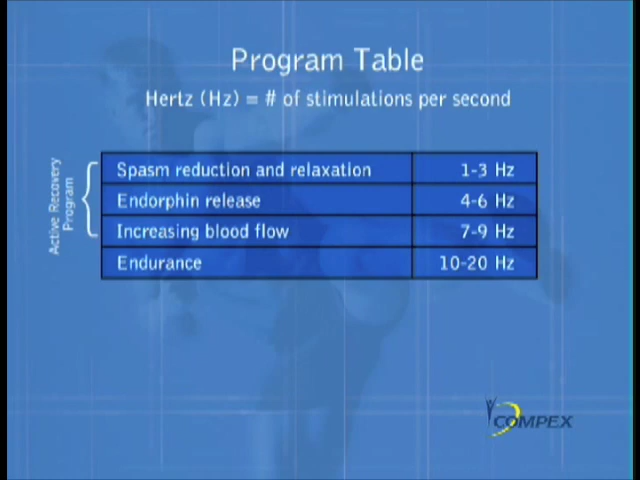 Program Table
Hertz (Hz) = # of stimulations per second
Active Recovery
Program
Spasm reduction and relaxation 1-3 Hz
Endorphin release 4-6 Hz
Increasing blood flow 7-9 Hz
Endurance 10-20 Hz
COMPEX